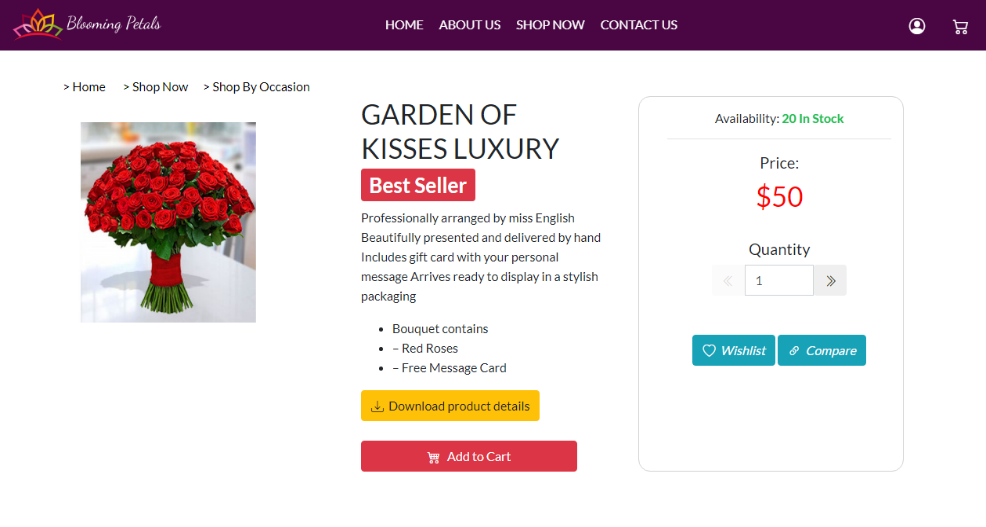 Blooming Petals
HOME ABOUT US SHOP NOW CONTACT US
> Home > Shop Now > Shop By Occasion
GARDEN OF
KISSES LUXURY
Best Seller
Professionally arranged by miss English
Beautifully presented and delivered by hand
Includes gift card with your personal
message Arrives ready to display in a stylish
packaging
• Bouquet contains
• – Red Roses
• – Free Message Card
Download product details
Add to Cart
Availability: 20 In Stock
Price:
$50
Quantity
1
Wishlist Compare